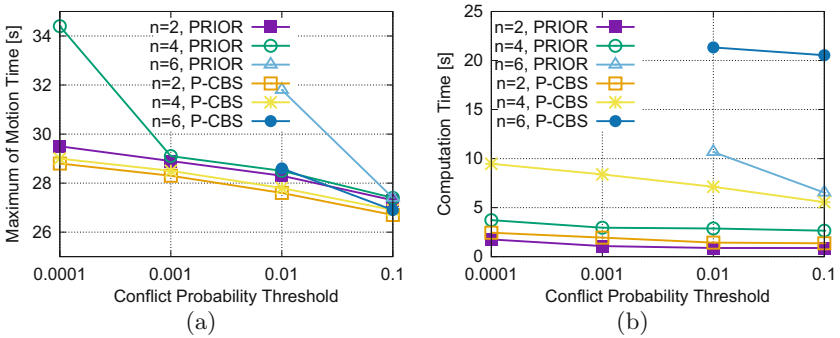 Maximum of Motion Time [s]
34
32
30
28
26
n=2, PRIOR
n=4, PRIOR
n=6, PRIOR
n=2, P-CBS
n=4, P-CBS
n=6, P-CBS
0.0001 0.001 0.01 0.1
Conflict Probability Threshold
(a)
Computation Time [s]
25
20
15
10
5
0
n=2, PRIOR
n=4, PRIOR
n=6, PRIOR
n=2, P-CBS
n=4, P-CBS
n=6, P-CBS
0.0001 0.001 0.01 0.1
Conflict Probability Threshold
(b)